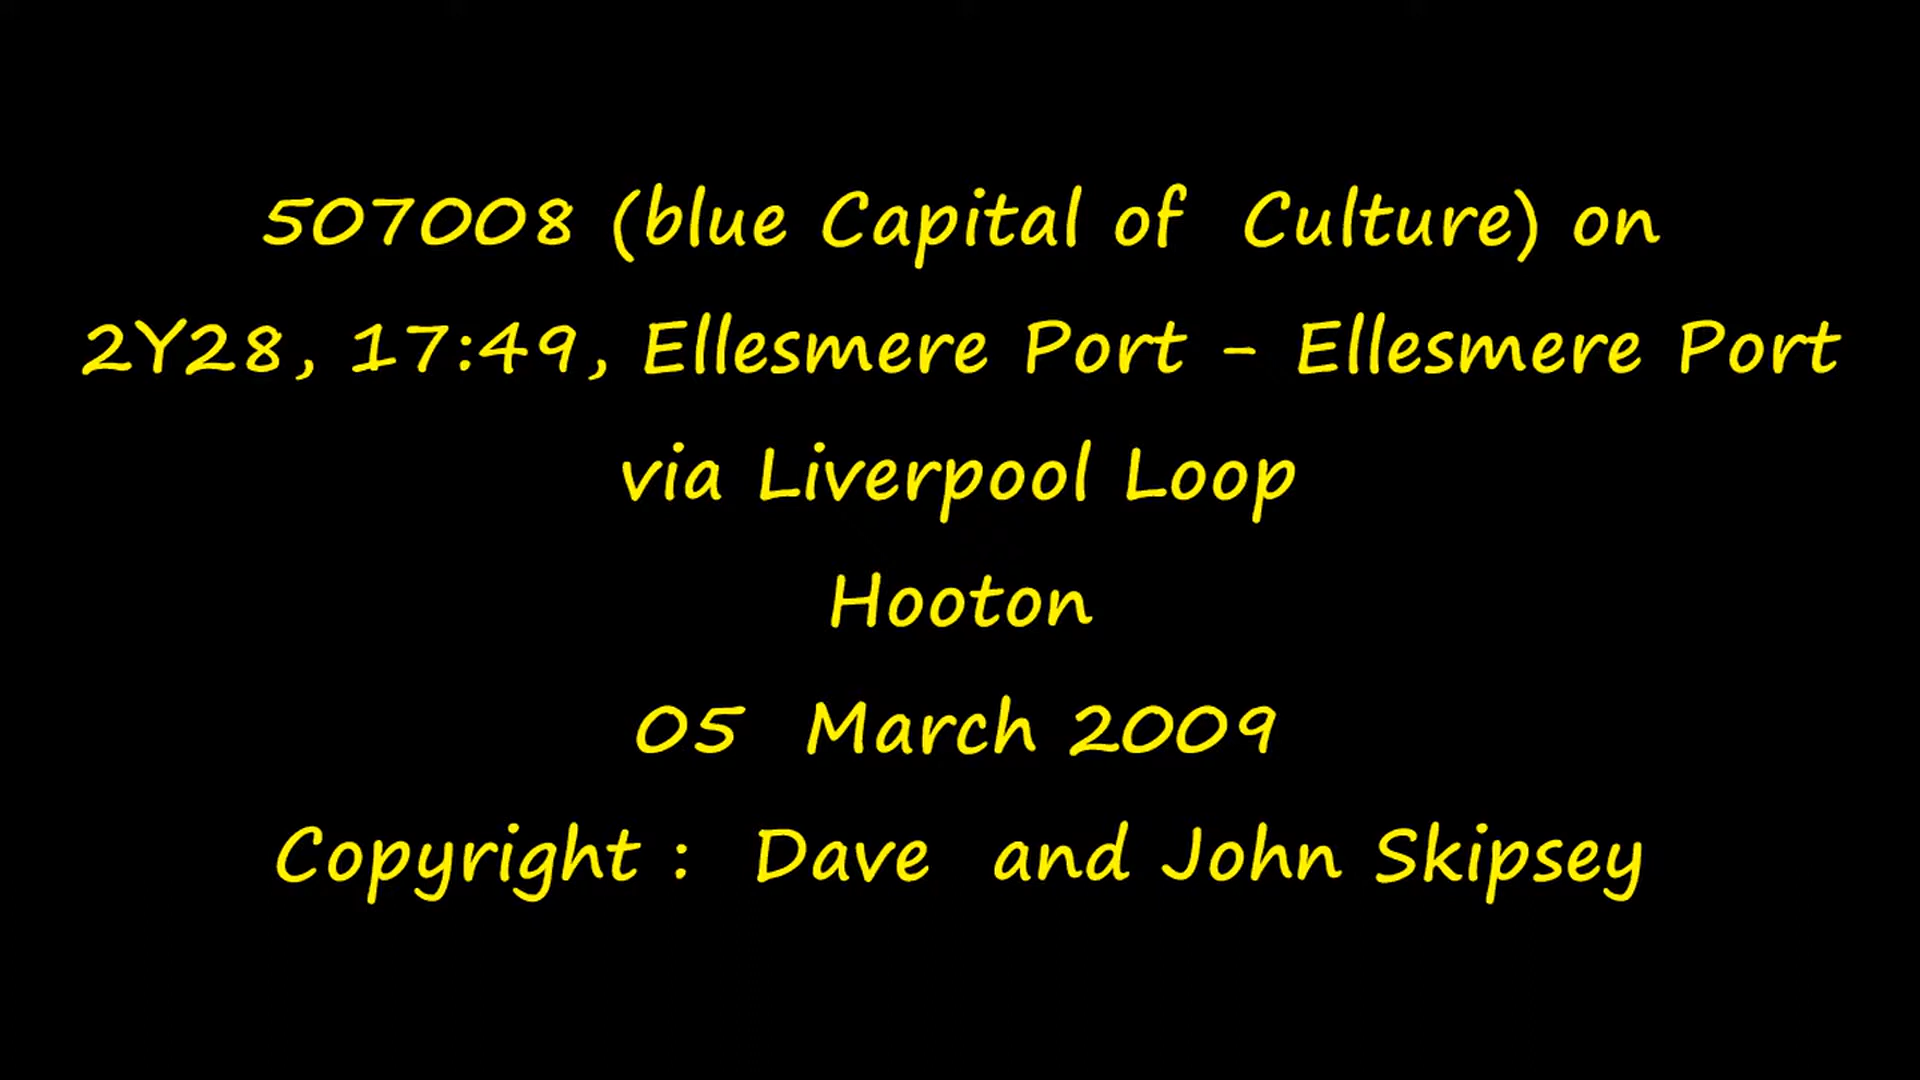 507008 (blue Capital of  Culture) on
2Y28, 17:49, Ellesmere Port - Ellesmere Port
via Liverpool Loop
Hooton
05  March 2009
Copyright :  Dave  and John Skipsey